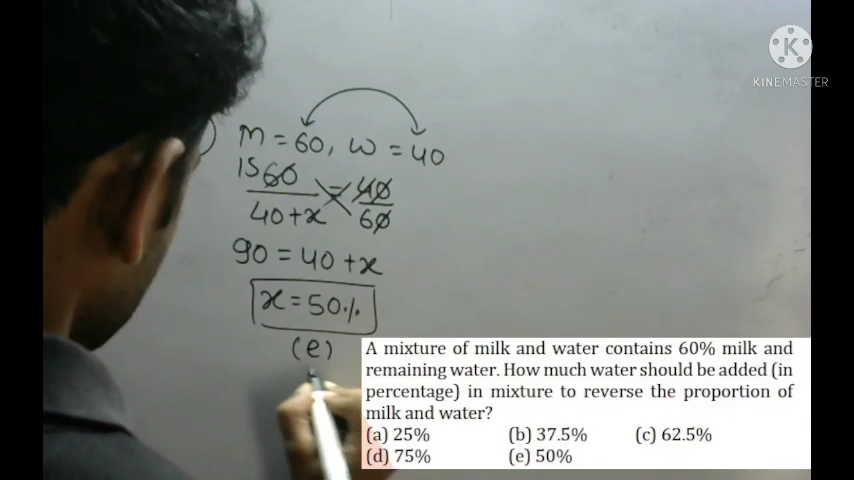 KINEMASTER
M = 60, W = 40
15 60 = 40
40+x 60
90 = 40 + x
x = 50%
(e)
A mixture of milk and water contains 60% milk and
remaining water. How much water should be added (in
percentage) in mixture to reverse the proportion of
milk and water?
(a) 25% (b) 37.5% (c) 62.5%
(d) 75% (e) 50%